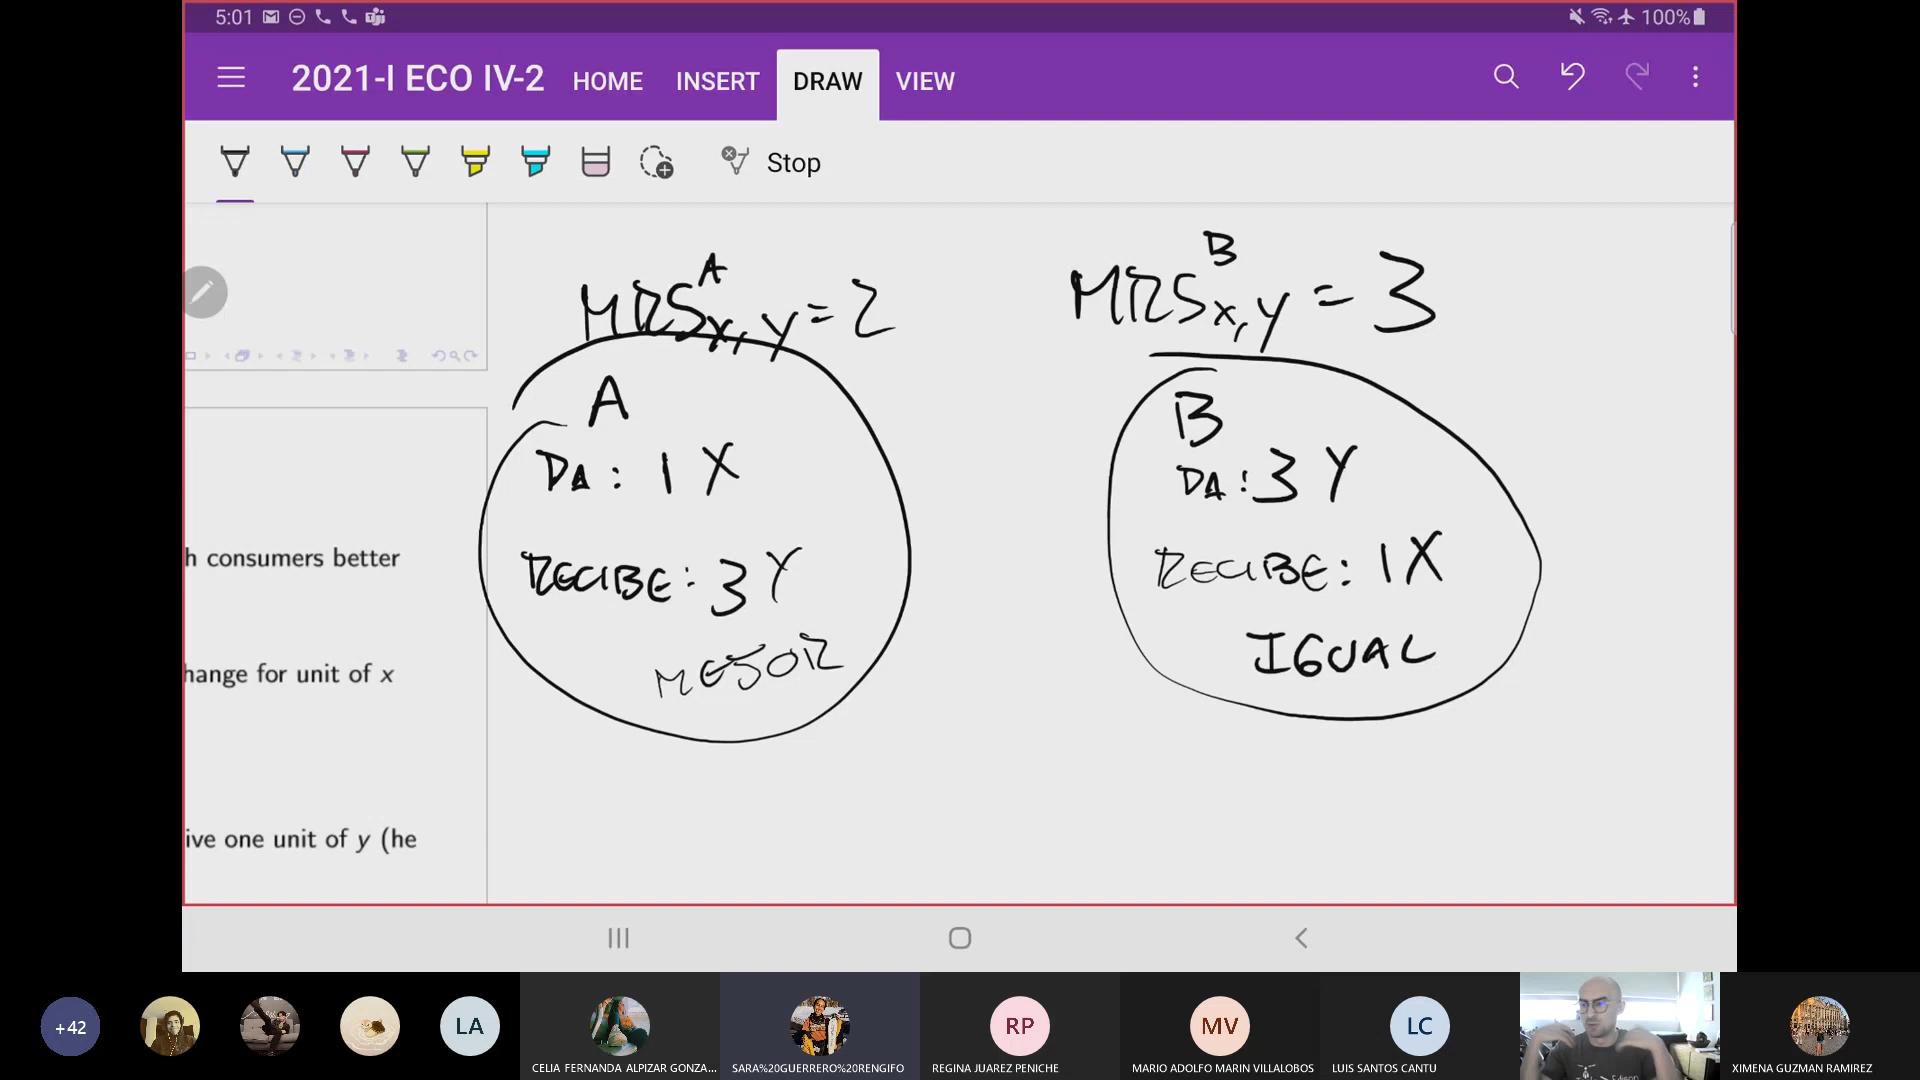 5:01 100%
2021-I ECO IV-2 HOME INSERT DRAW VIEW
Stop
MRS^A x,y = 2
A
DA: 1 X
RECIBE: 3 Y
MEJOR
MRS^B x,y = 3
B
DA: 3 Y
RECIBE: 1 X
IGUAL
h consumers better
hange for unit of x
ive one unit of y (he
+42
LA
CELIA FERNANDA ALPIZAR GONZA...
SARA%20GUERRERO%20RENGIFO
RP
REGINA JUAREZ PENICHE
MV
MARIO ADOLFO MARIN VILLALOBOS
LC
LUIS SANTOS CANTU
XIMENA GUZMAN RAMIREZ